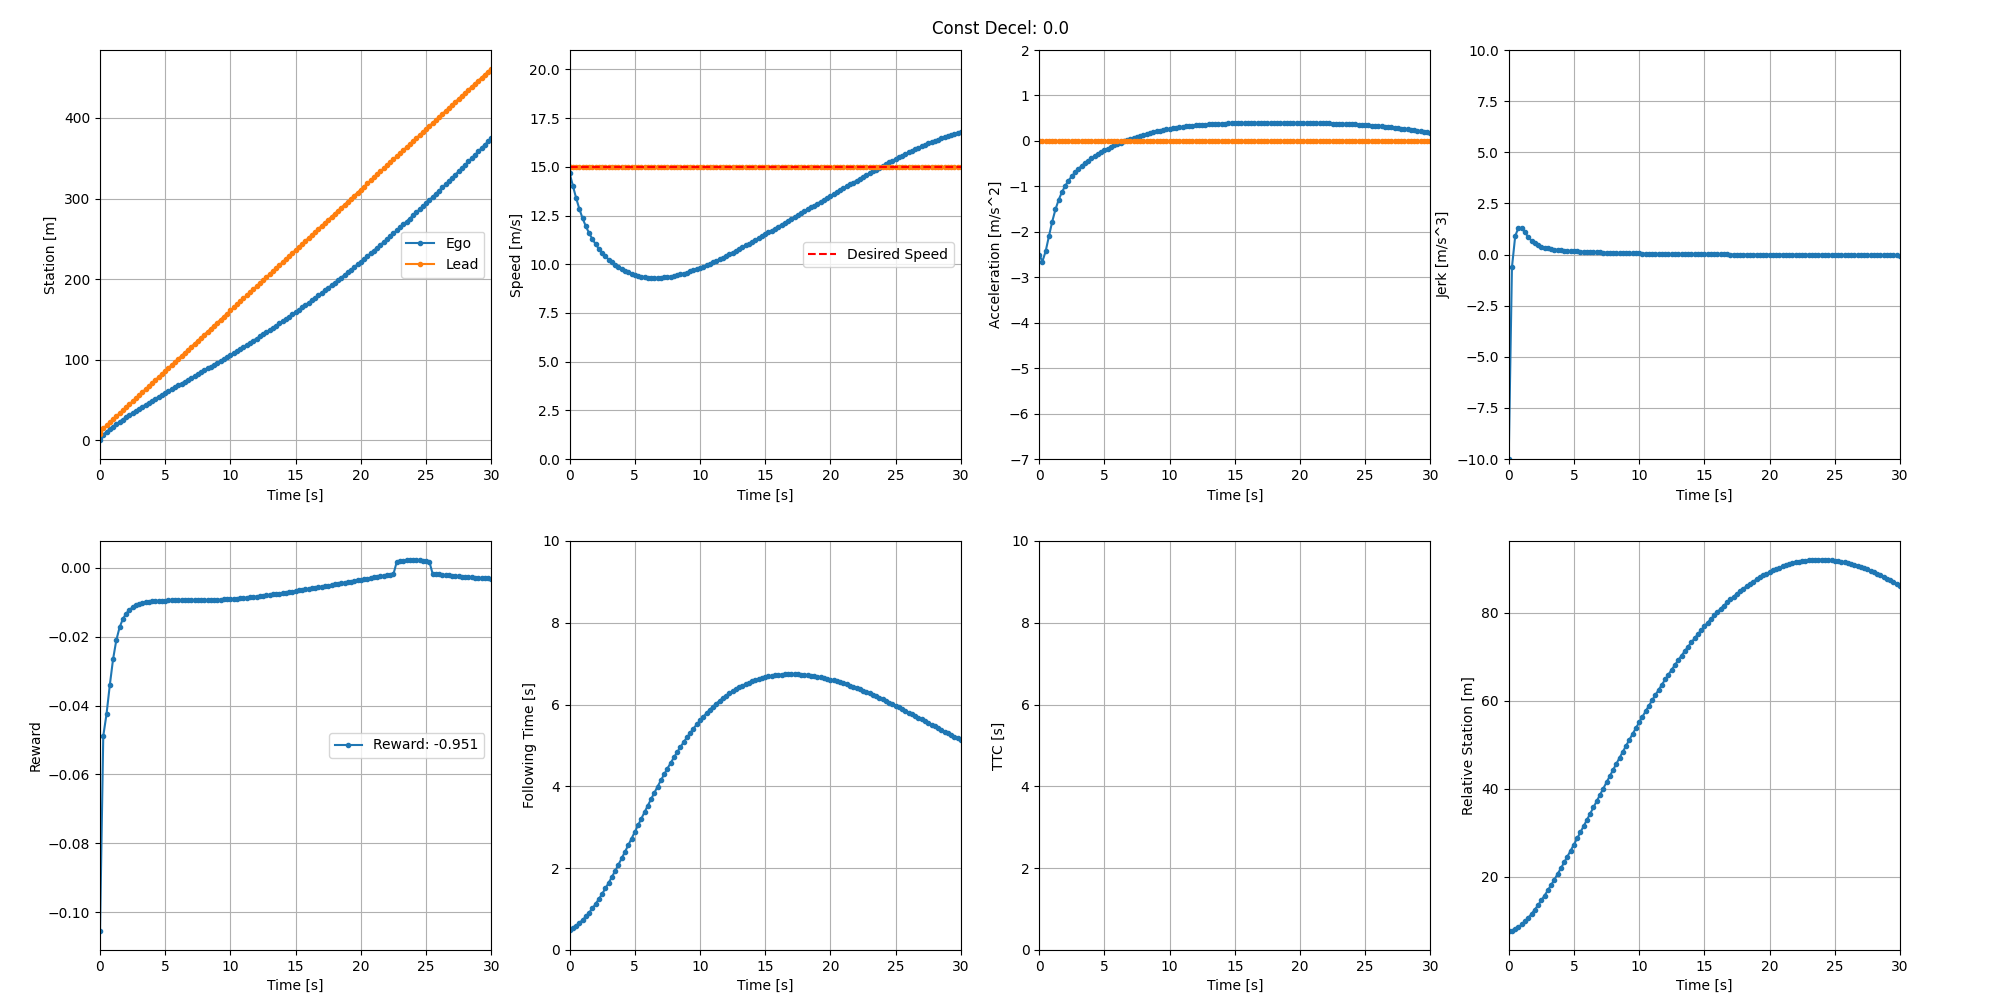 Const Decel: 0.0
Station [m]
400
300
200
100
0
Ego
Lead
0 5 10 15 20 25 30
Time [s]
Speed [m/s]
20.0
17.5
15.0
12.5
10.0
7.5
5.0
2.5
0.0
Desired Speed
0 5 10 15 20 25 30
Time [s]
Acceleration [m/s^2]
2
1
0
−1
−2
−3
−4
−5
−6
−7
0 5 10 15 20 25 30
Time [s]
Jerk [m/s^3]
10.0
7.5
5.0
2.5
0.0
−2.5
−5.0
−7.5
−10.0
0 5 10 15 20 25 30
Time [s]
Reward
0.00
−0.02
−0.04
−0.06
−0.08
−0.10
Reward: -0.951
0 5 10 15 20 25 30
Time [s]
Following Time [s]
10
8
6
4
2
0
0 5 10 15 20 25 30
Time [s]
TTC [s]
10
8
6
4
2
0
0 5 10 15 20 25 30
Time [s]
Relative Station [m]
80
60
40
20
0 5 10 15 20 25 30
Time [s]